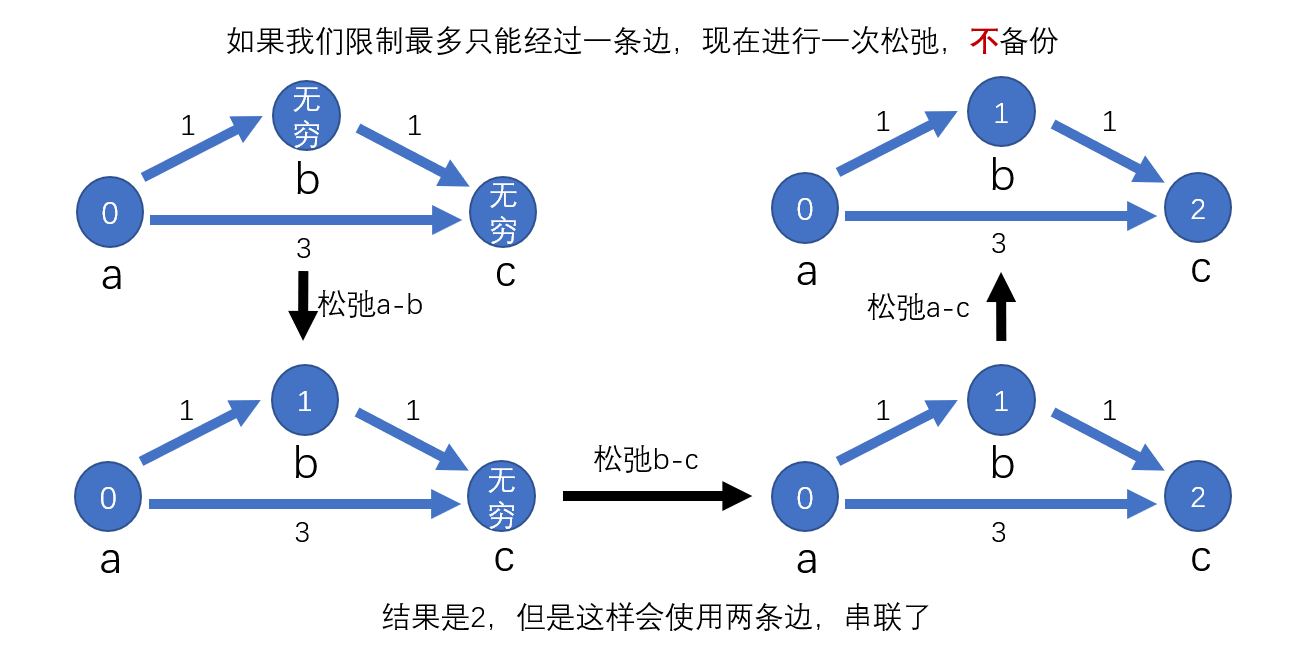 如果我们限制最多只能经过一条边，现在进行一次松弛，不备份
1
无
穷
1
b
0
无
穷
3
a
c
松弛a-b
1
1
1
b
0
无
穷
3
a
c
松弛b-c
1
1
1
b
0
2
3
a
c
松弛a-c
1
1
1
b
0
2
3
a
c
结果是2，但是这样会使用两条边，串联了